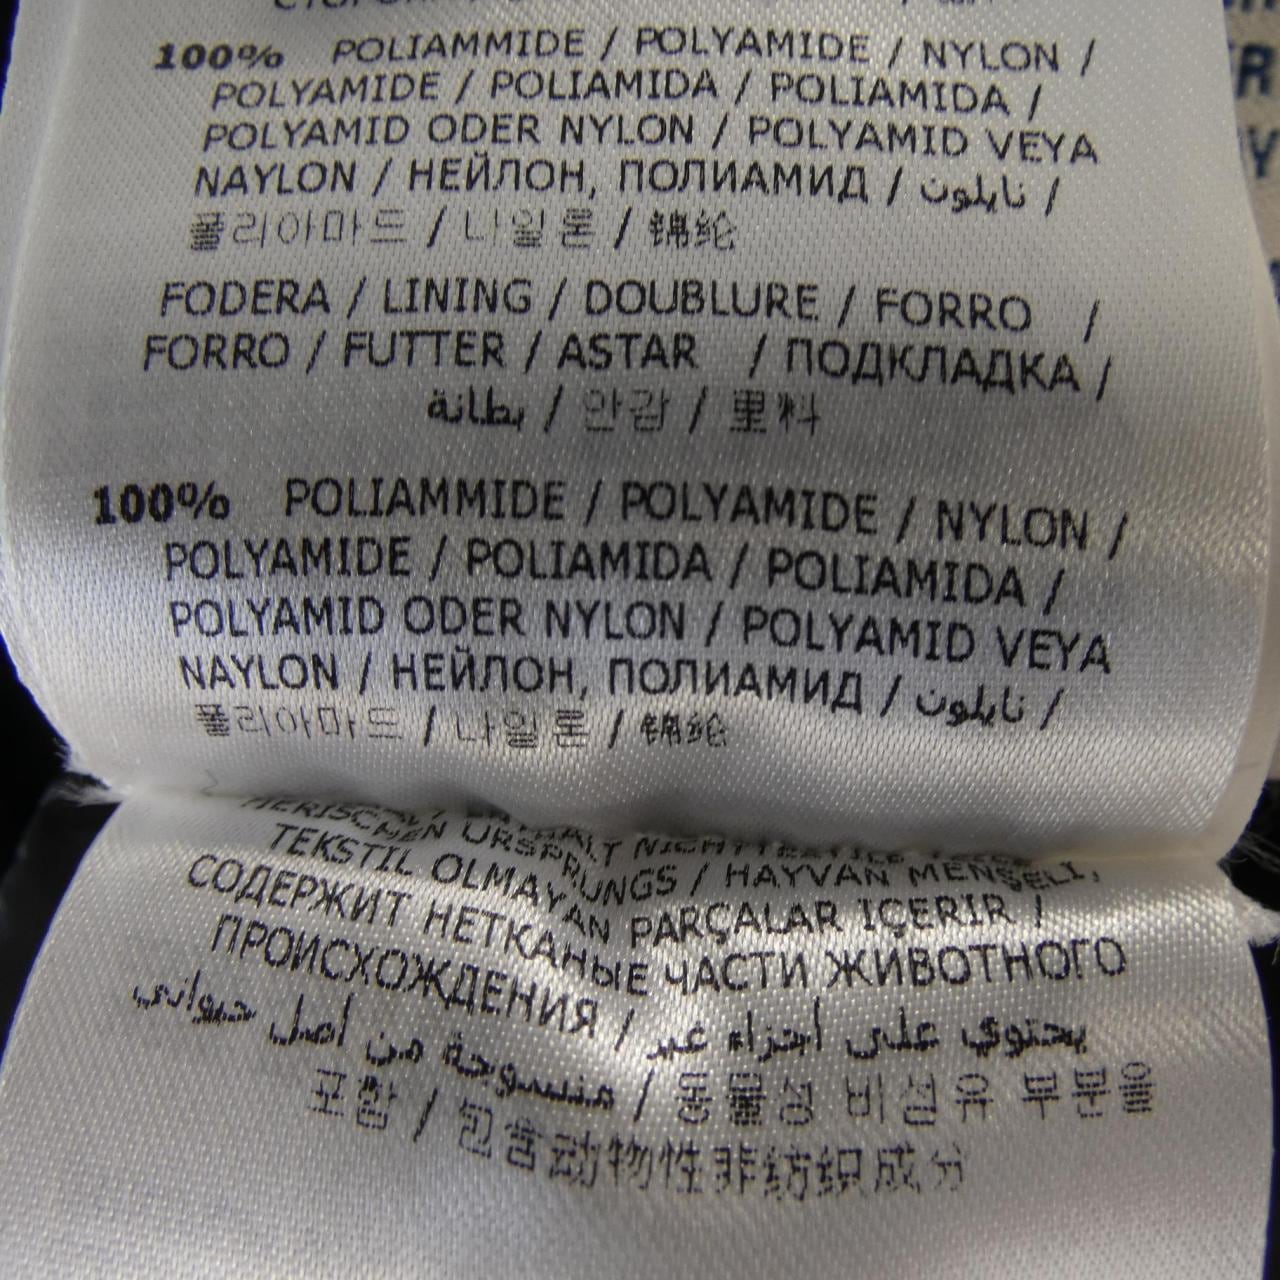 100% POLIAMMIDE / POLYAMIDE / NYLON /
POLYAMIDE / POLIAMIDA / POLIAMIDA /
POLYAMID ODER NYLON / POLYAMID VEYA
NAYLON / НЕЙЛОН, ПОЛИАМИД / نايلون /
폴리아마드 / 나일론 / 锦纶
FODERA / LINING / DOUBLURE / FORRO /
FORRO / FUTTER / ASTAR / ПОДКЛАДКА /
بطانة / 안감 / 里料
100% POLIAMMIDE / POLYAMIDE / NYLON /
POLYAMIDE / POLIAMIDA / POLIAMIDA /
POLYAMID ODER NYLON / POLYAMID VEYA
NAYLON / НЕЙЛОН, ПОЛИАМИД / نايلون /
폴리아마드 / 나일론 / 锦纶
URSPRUNGS / HAYVAN MENŞELİ,
TEKSTİL OLMAYAN PARÇALAR İÇERİR /
СОДЕРЖИТ НЕТКАНЫЕ ЧАСТИ ЖИВОТНОГО
ПРОИСХОЖДЕНИЯ / يحتوي على أجزاء غير
منسوجة من أصل حيواني / 동물성 비섬유 부분을
포함 / 包含动物性非纺织成分